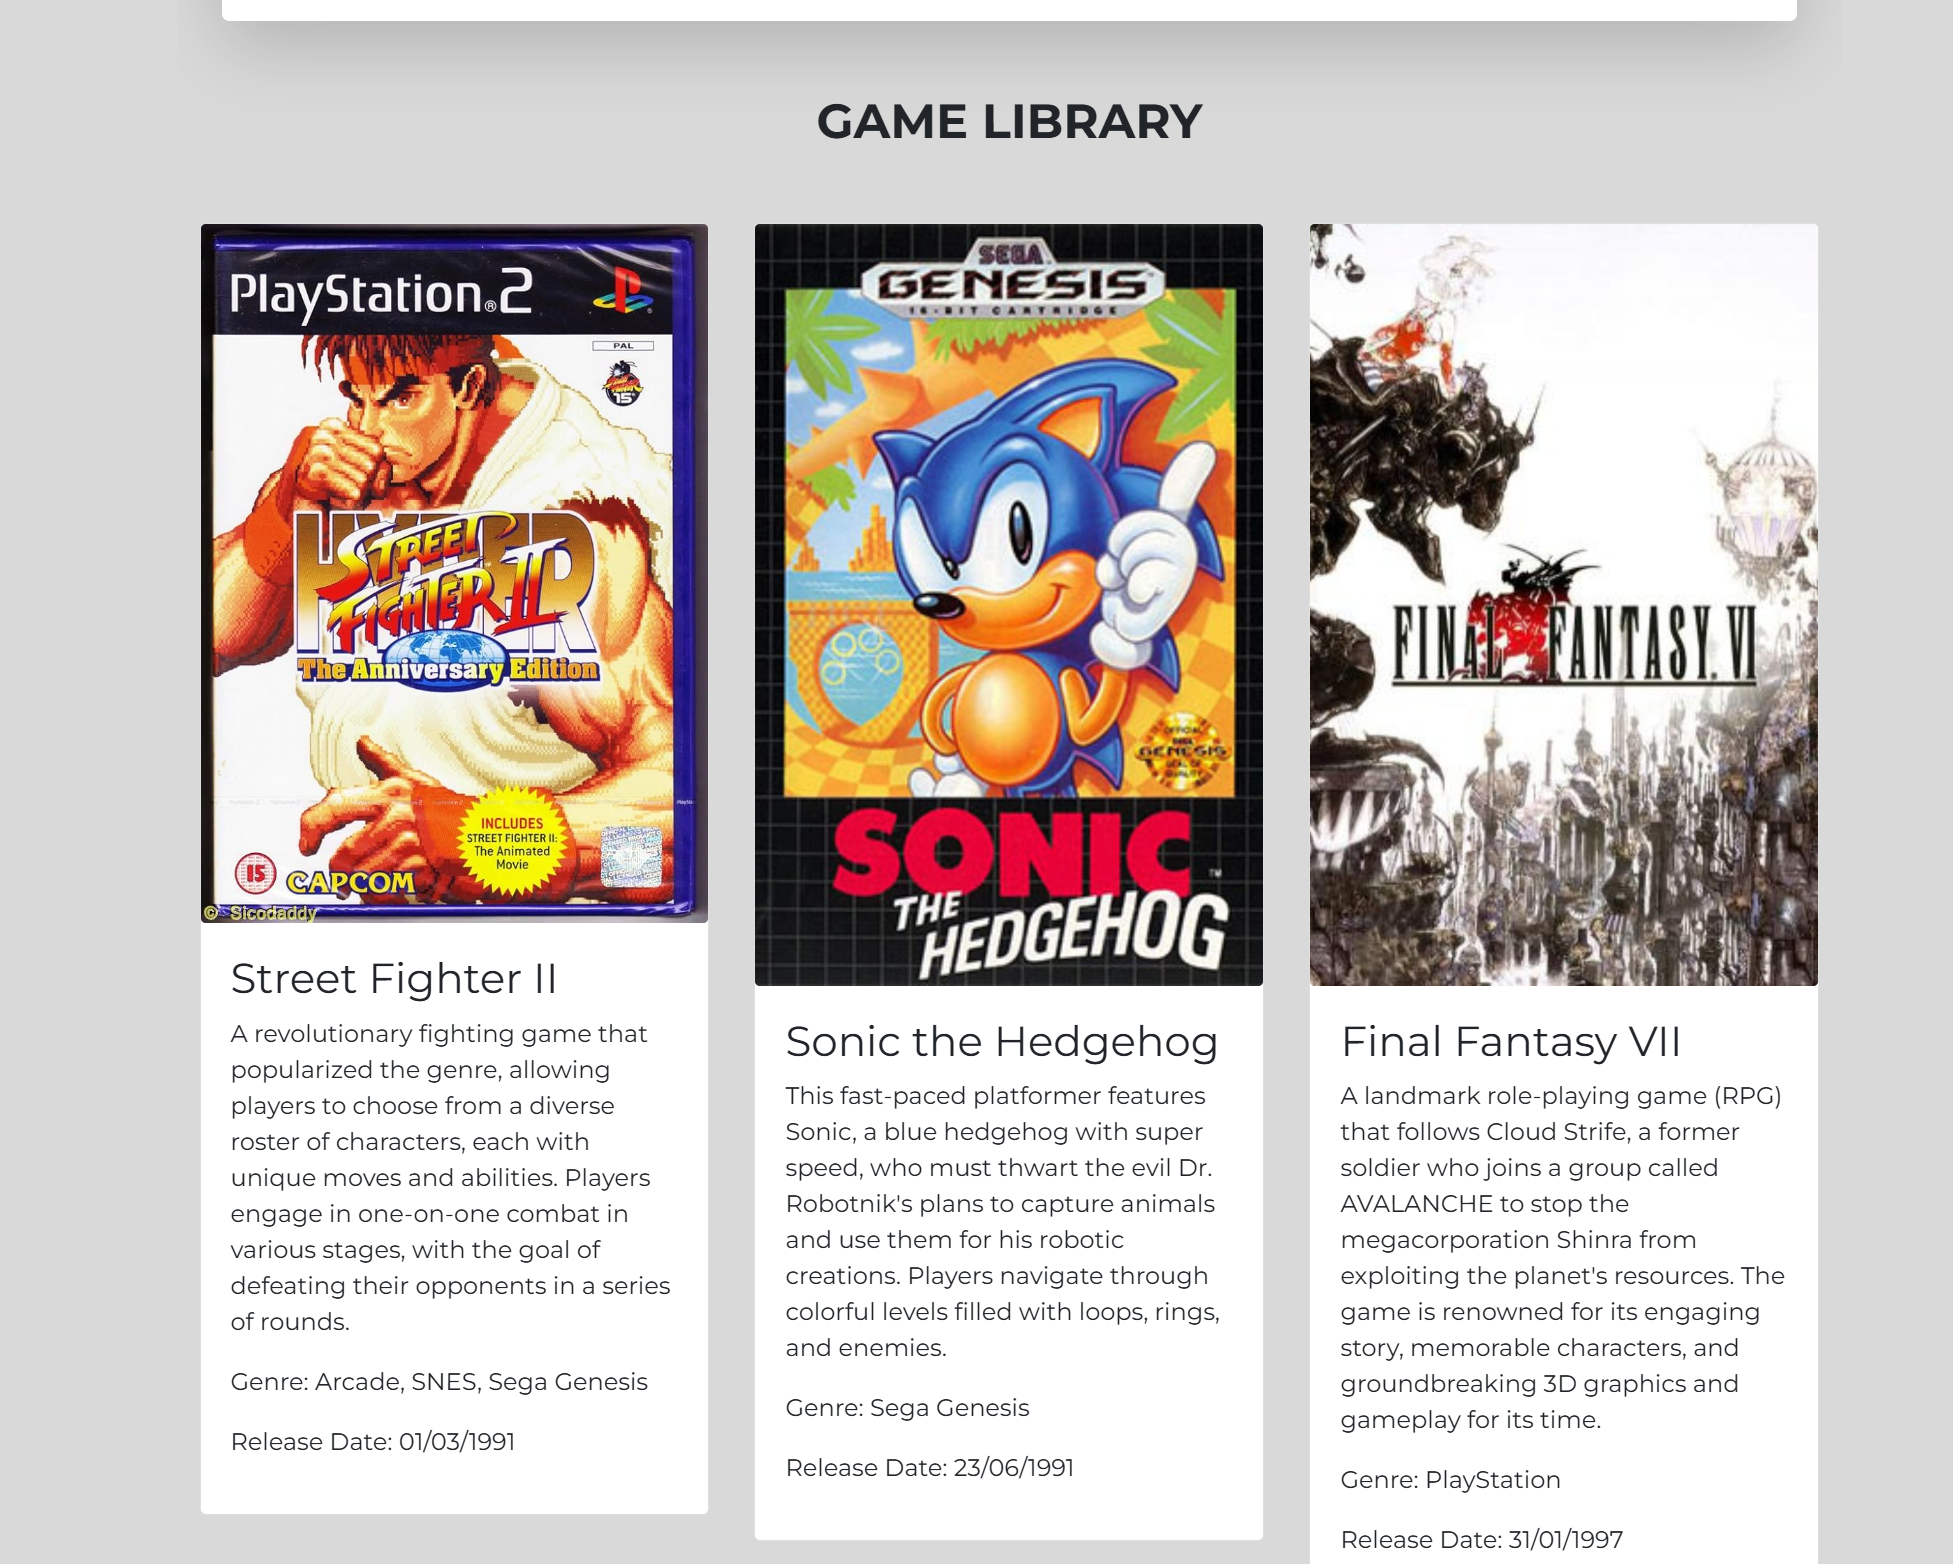 GAME LIBRARY
PlayStation®2
PAL
15
HYPER
STREET
FIGHTER II
The Anniversary Edition
INCLUDES
STREET FIGHTER II:
The Animated
Movie
15
CAPCOM
© Sicodaddy
Street Fighter II
A revolutionary fighting game that
popularized the genre, allowing
players to choose from a diverse
roster of characters, each with
unique moves and abilities. Players
engage in one-on-one combat in
various stages, with the goal of
defeating their opponents in a series
of rounds.
Genre: Arcade, SNES, Sega Genesis
Release Date: 01/03/1991
SEGA
GENESIS
16-BIT CARTRIDGE
OFFICIAL
SEGA
GENESIS
SEAL OF
QUALITY
SONIC
™
THE
HEDGEHOG
Sonic the Hedgehog
This fast-paced platformer features
Sonic, a blue hedgehog with super
speed, who must thwart the evil Dr.
Robotnik's plans to capture animals
and use them for his robotic
creations. Players navigate through
colorful levels filled with loops, rings,
and enemies.
Genre: Sega Genesis
Release Date: 23/06/1991
FINAL FANTASY. VI
Final Fantasy VII
A landmark role-playing game (RPG)
that follows Cloud Strife, a former
soldier who joins a group called
AVALANCHE to stop the
megacorporation Shinra from
exploiting the planet's resources. The
game is renowned for its engaging
story, memorable characters, and
groundbreaking 3D graphics and
gameplay for its time.
Genre: PlayStation
Release Date: 31/01/1997